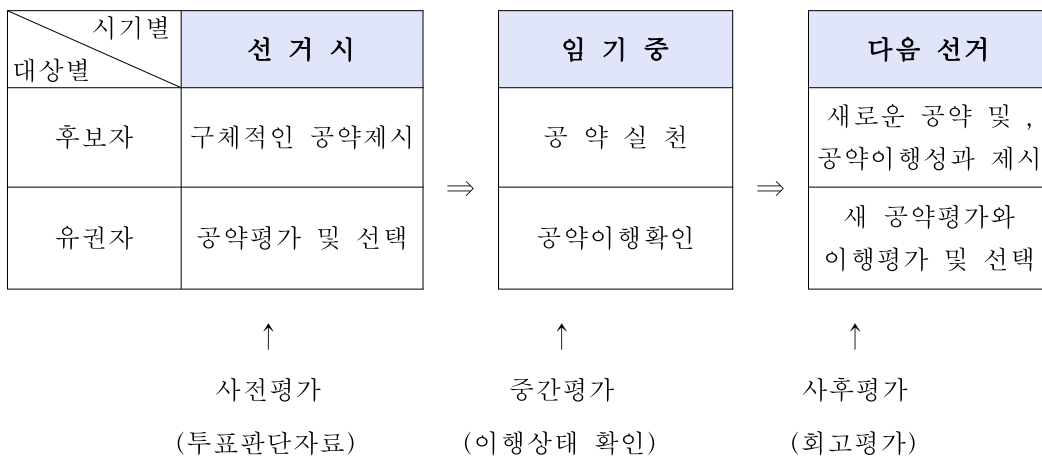 시기별
대상별
선 거 시
임 기 중
다음 선거
후보자
구체적인 공약제시
공 약 실 천
새로운 공약 및 ,
공약이행성과 제시
⇒
⇒
유권자
공약평가 및 선택
공약이행확인
새 공약평가와
이행평가 및 선택
↑
↑
↑
사전평가
중간평가
사후평가
(투표판단자료)
(이행상태 확인)
(회고평가)